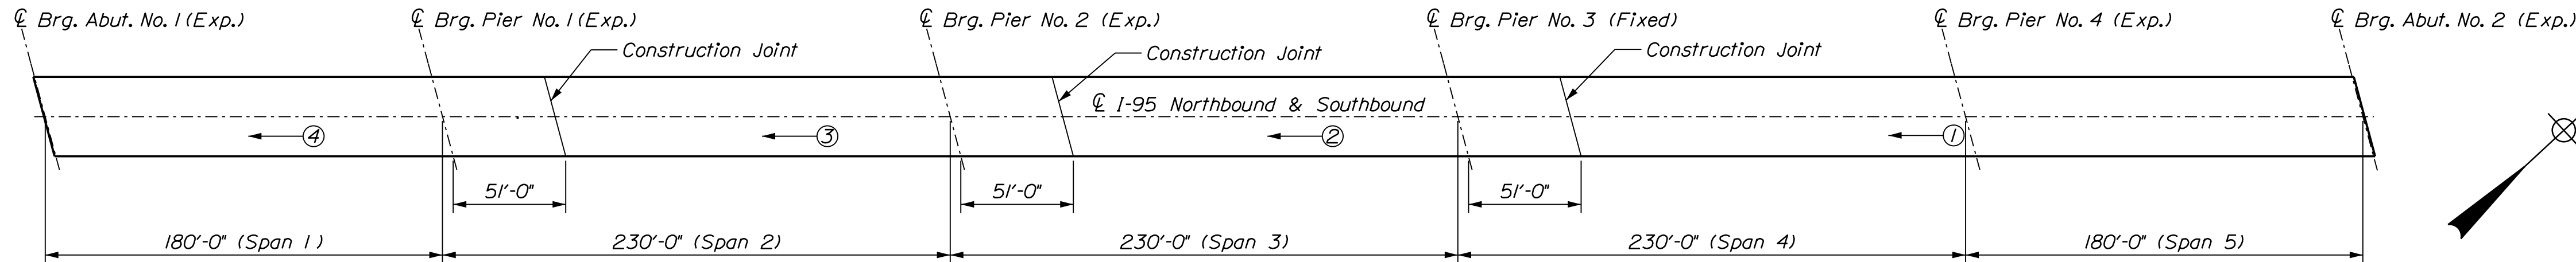 ℄ Brg. Abut. No. 1 (Exp.)
℄ Brg. Pier No. 1 (Exp.)
℄ Brg. Pier No. 2 (Exp.)
℄ Brg. Pier No. 3 (Fixed)
℄ Brg. Pier No. 4 (Exp.)
℄ Brg. Abut. No. 2 (Exp.)
Construction Joint
Construction Joint
Construction Joint
℄ I-95 Northbound & Southbound
4
3
2
1
51'-0"
51'-0"
51'-0"
180'-0" (Span 1)
230'-0" (Span 2)
230'-0" (Span 3)
230'-0" (Span 4)
180'-0" (Span 5)